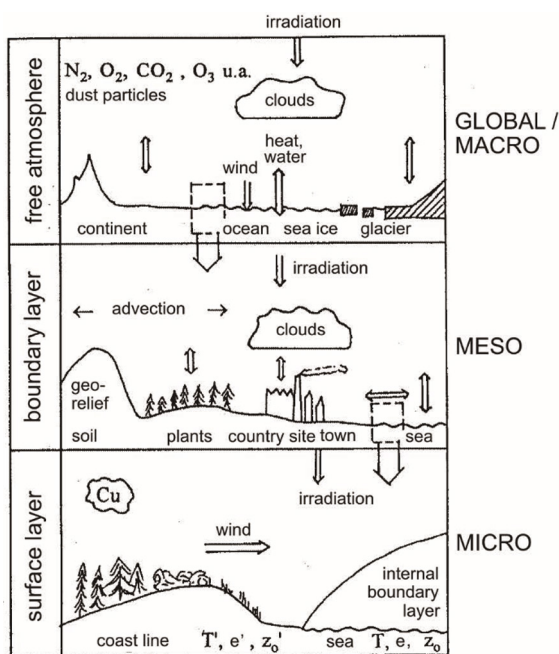 irradiation
N₂, O₂, CO₂ , O₃ u.a.
dust particles
clouds
heat,
water
wind
continent
ocean
sea ice
glacier
free atmosphere
GLOBAL /
MACRO
irradiation
← advection →
clouds
geo-
relief
soil
plants
country site town
sea
boundary layer
MESO
irradiation
Cu
wind
internal
boundary
layer
coast line
T', e', z₀'
sea
T, e, z₀
surface layer
MICRO